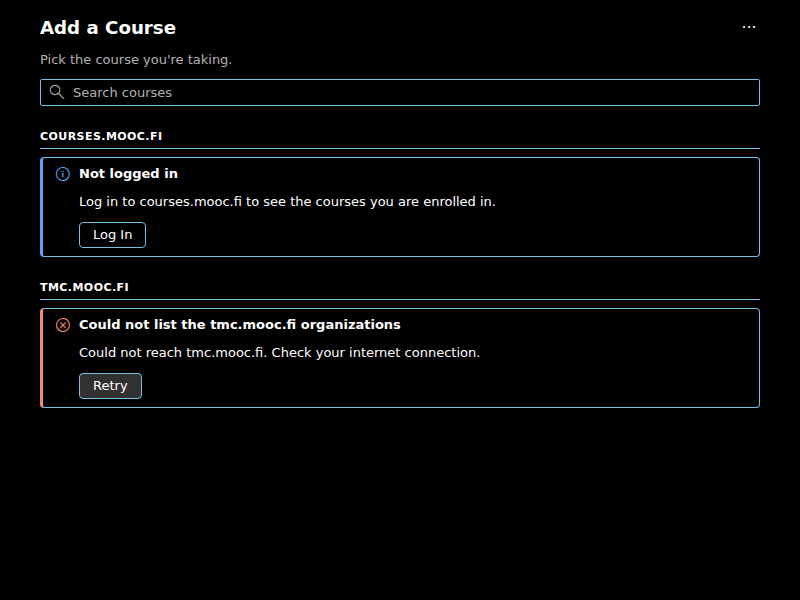 Add a Course
Pick the course you're taking.
Search courses
COURSES.MOOC.FI
Not logged in
Log in to courses.mooc.fi to see the courses you are enrolled in.
Log In
TMC.MOOC.FI
Could not list the tmc.mooc.fi organizations
Could not reach tmc.mooc.fi. Check your internet connection.
Retry